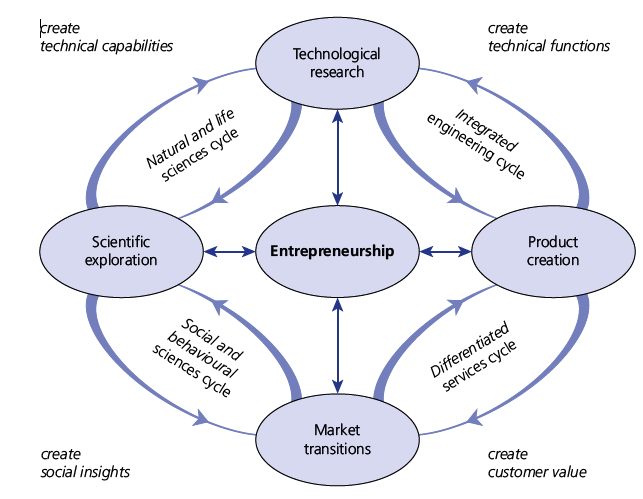 create
technical capabilities
create
technical functions
Technological
research
Natural and life
sciences cycle
Integrated
engineering cycle
Scientific
exploration
Entrepreneurship
Product
creation
Social and
behavioural
sciences cycle
Differentiated
services cycle
Market
transitions
create
social insights
create
customer value